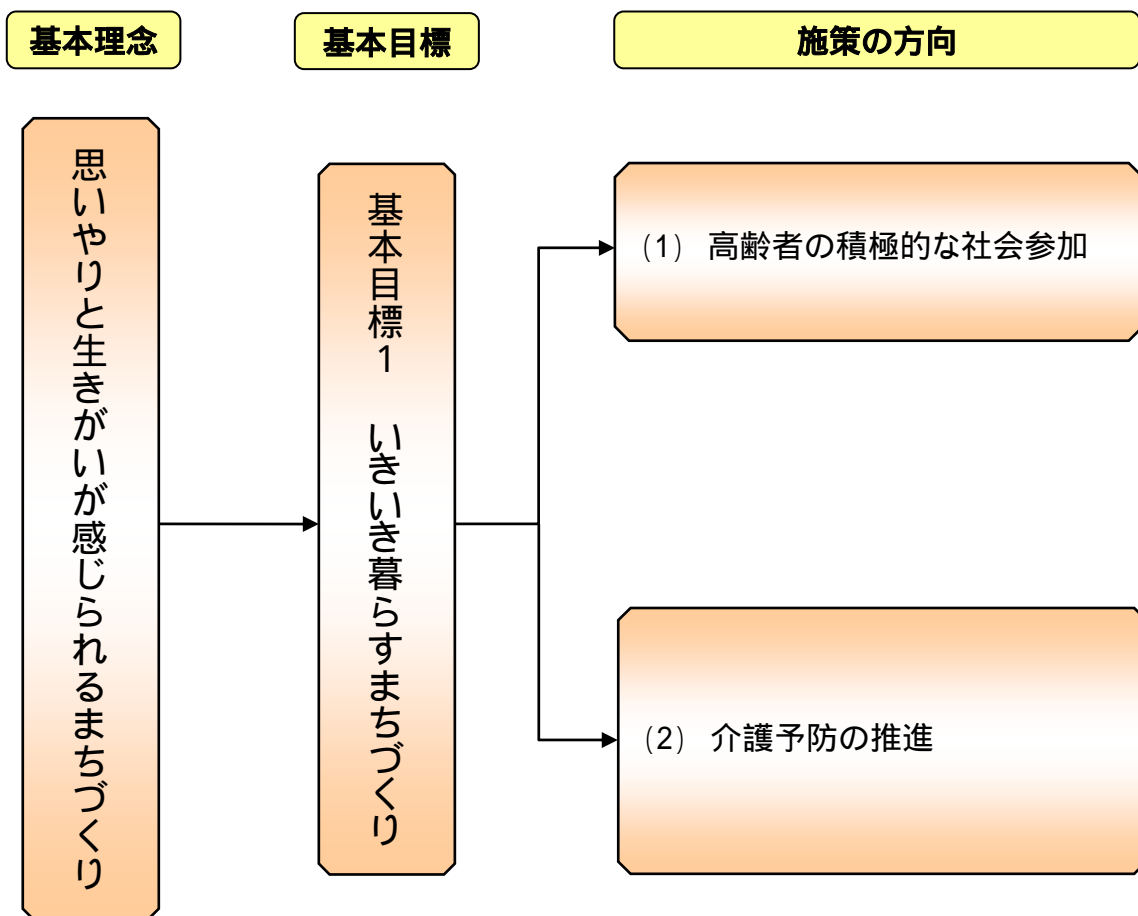 基本理念
基本目標
施策の方向
思いやりと生きがいが感じられるまちづくり
基本目標1 いきいき暮らすまちづくり
(1) 高齢者の積極的な社会参加
(2) 介護予防の推進